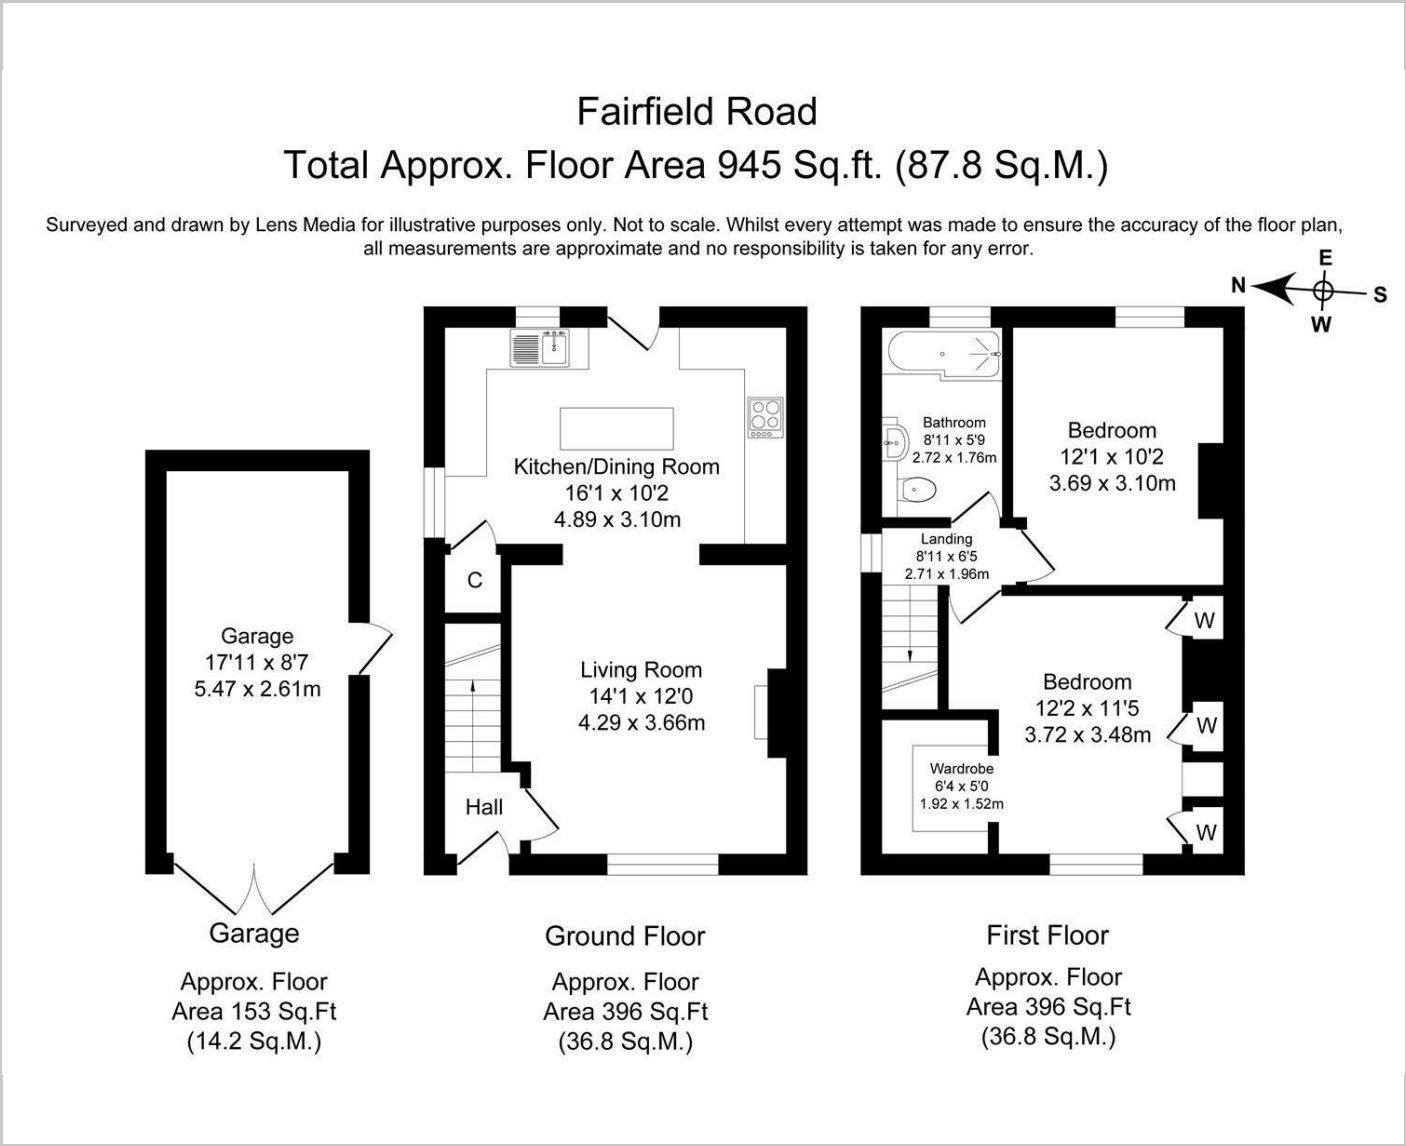 Fairfield Road
Total Approx. Floor Area 945 Sq.ft. (87.8 Sq.M.)
Surveyed and drawn by Lens Media for illustrative purposes only. Not to scale. Whilst every attempt was made to ensure the accuracy of the floor plan,
all measurements are approximate and no responsibility is taken for any error.
E
N
S
W
Garage
17'11 x 8'7
5.47 x 2.61m
Garage
Approx. Floor
Area 153 Sq.Ft
(14.2 Sq.M.)
Kitchen/Dining Room
16'1 x 10'2
4.89 x 3.10m
C
Living Room
14'1 x 12'0
4.29 x 3.66m
Hall
Ground Floor
Approx. Floor
Area 396 Sq.Ft
(36.8 Sq.M.)
Bathroom
8'11 x 5'9
2.72 x 1.76m
Bedroom
12'1 x 10'2
3.69 x 3.10m
Landing
8'11 x 6'5
2.71 x 1.96m
W
Bedroom
12'2 x 11'5
3.72 x 3.48m
W
Wardrobe
6'4 x 5'0
1.92 x 1.52m
W
First Floor
Approx. Floor
Area 396 Sq.Ft
(36.8 Sq.M.)